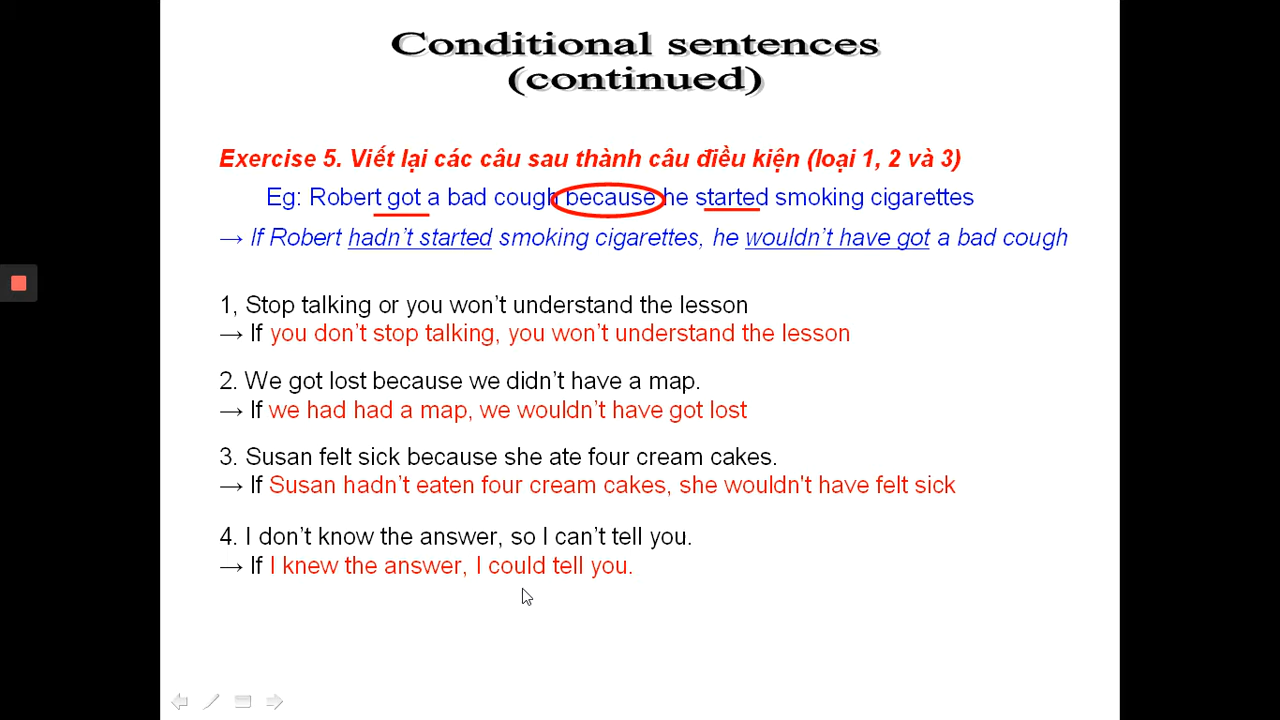 Conditional sentences
(continued)
Exercise 5. Viết lại các câu sau thành câu điều kiện (loại 1, 2 và 3)
Eg: Robert got a bad cough because he started smoking cigarettes
→ If Robert hadn’t started smoking cigarettes, he wouldn’t have got a bad cough
1, Stop talking or you won’t understand the lesson
→ If you don’t stop talking, you won’t understand the lesson
2. We got lost because we didn’t have a map.
→ If we had had a map, we wouldn’t have got lost
3. Susan felt sick because she ate four cream cakes.
→ If Susan hadn’t eaten four cream cakes, she wouldn't have felt sick
4. I don’t know the answer, so I can’t tell you.
→ If I knew the answer, I could tell you.